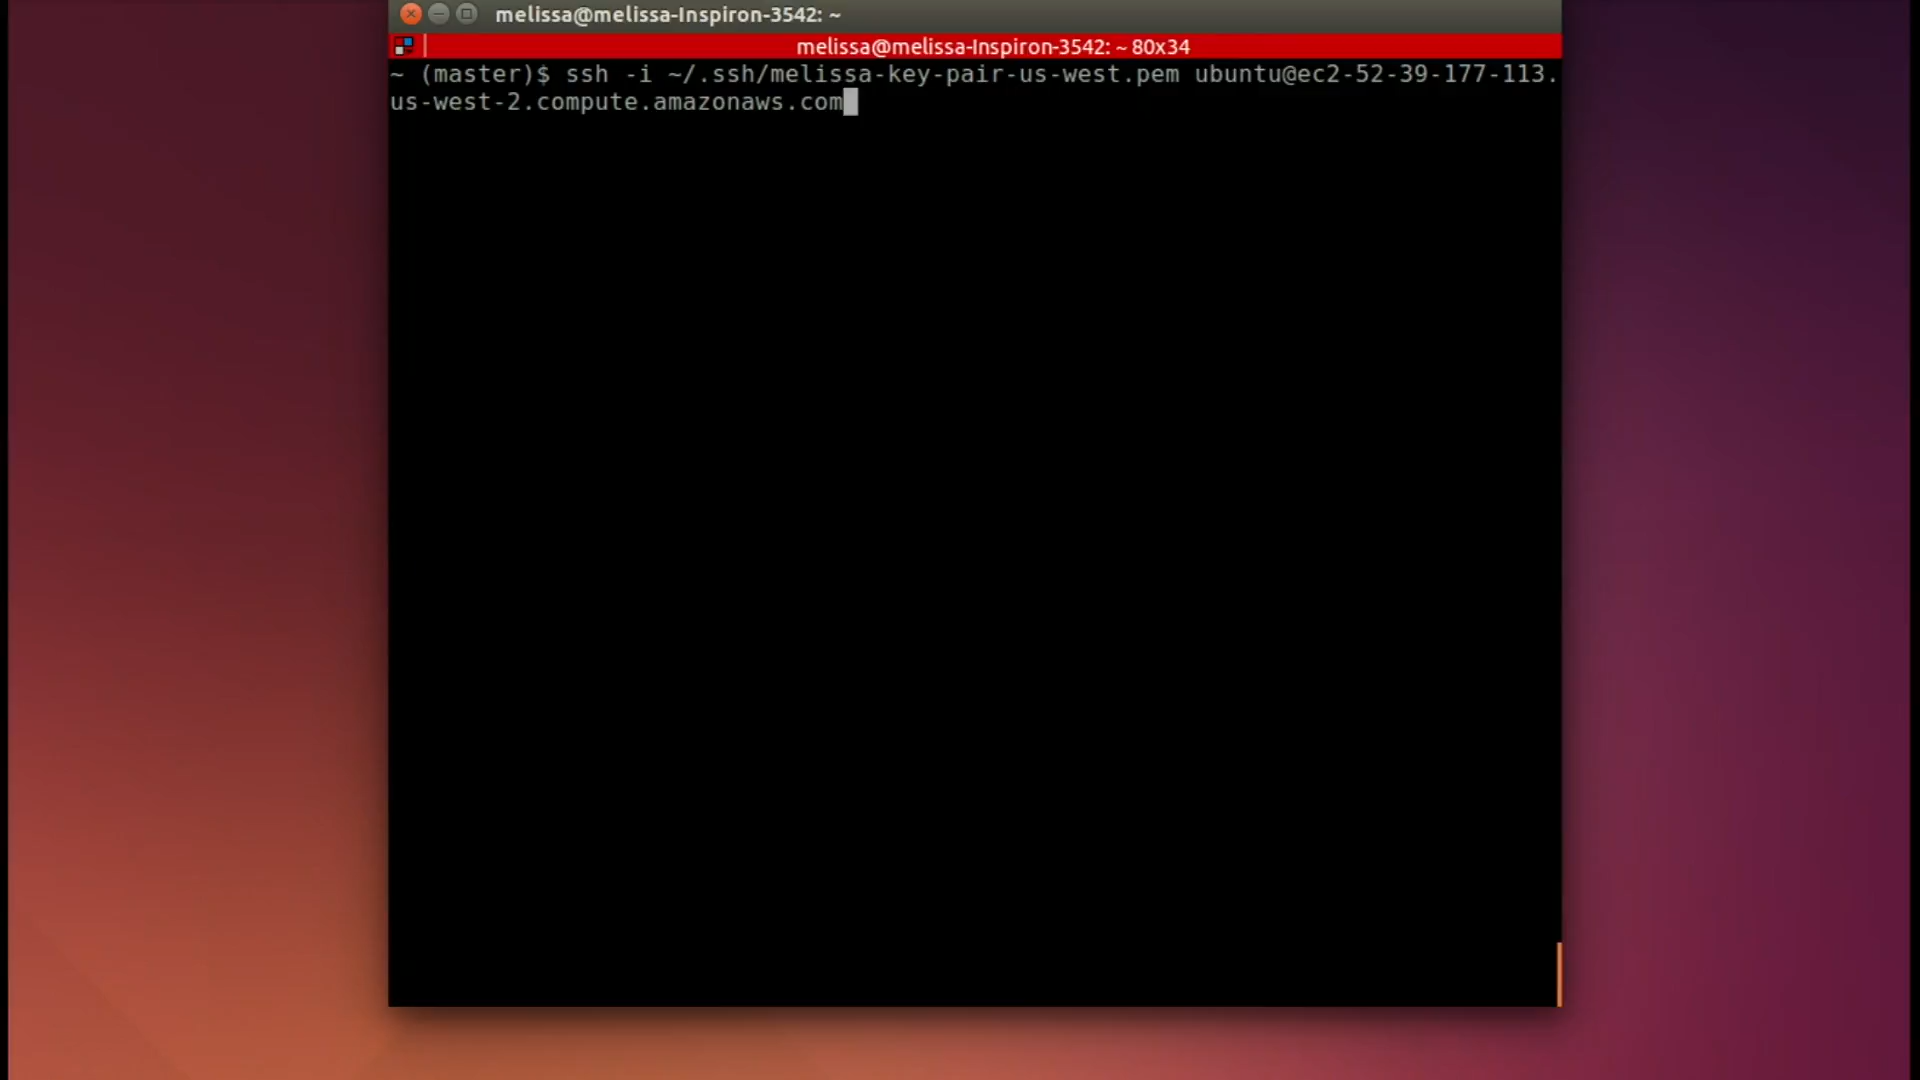 melissa@melissa-Inspiron-3542: ~
melissa@melissa-Inspiron-3542: ~ 80x34
~ (master)$ ssh -i ~/.ssh/melissa-key-pair-us-west.pem ubuntu@ec2-52-39-177-113.
us-west-2.compute.amazonaws.com